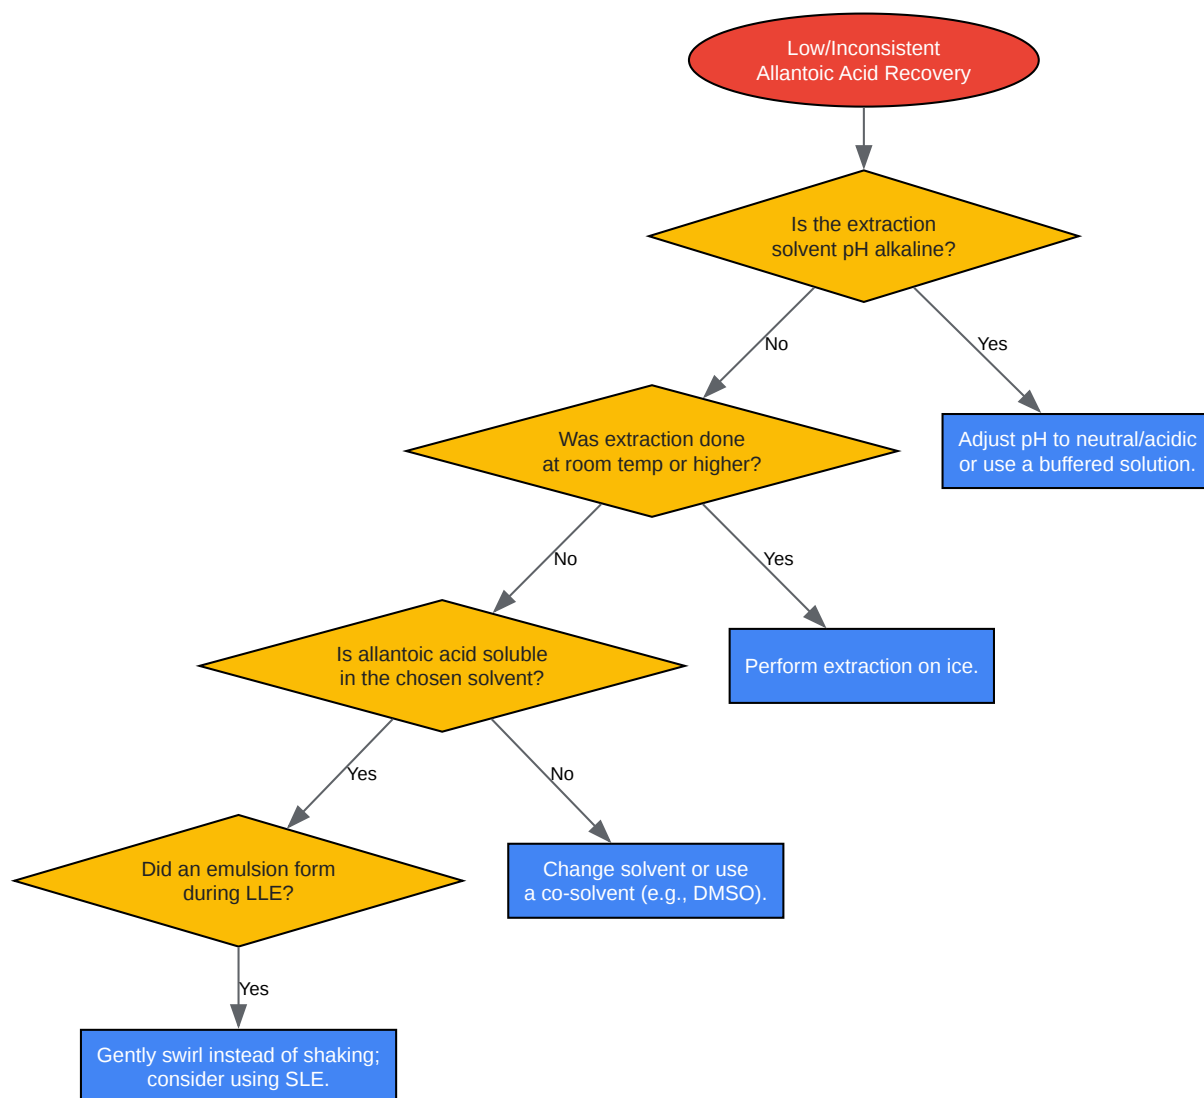 Low/Inconsistent
Allantoic Acid Recovery
Is the extraction
solvent pH alkaline?
No
Yes
Was extraction done
at room temp or higher?
Adjust pH to neutral/acidic
or use a buffered solution.
No
Yes
Is allantoic acid soluble
in the chosen solvent?
Perform extraction on ice.
Yes
No
Did an emulsion form
during LLE?
Change solvent or use
a co-solvent (e.g., DMSO).
Yes
Gently swirl instead of shaking;
consider using SLE.